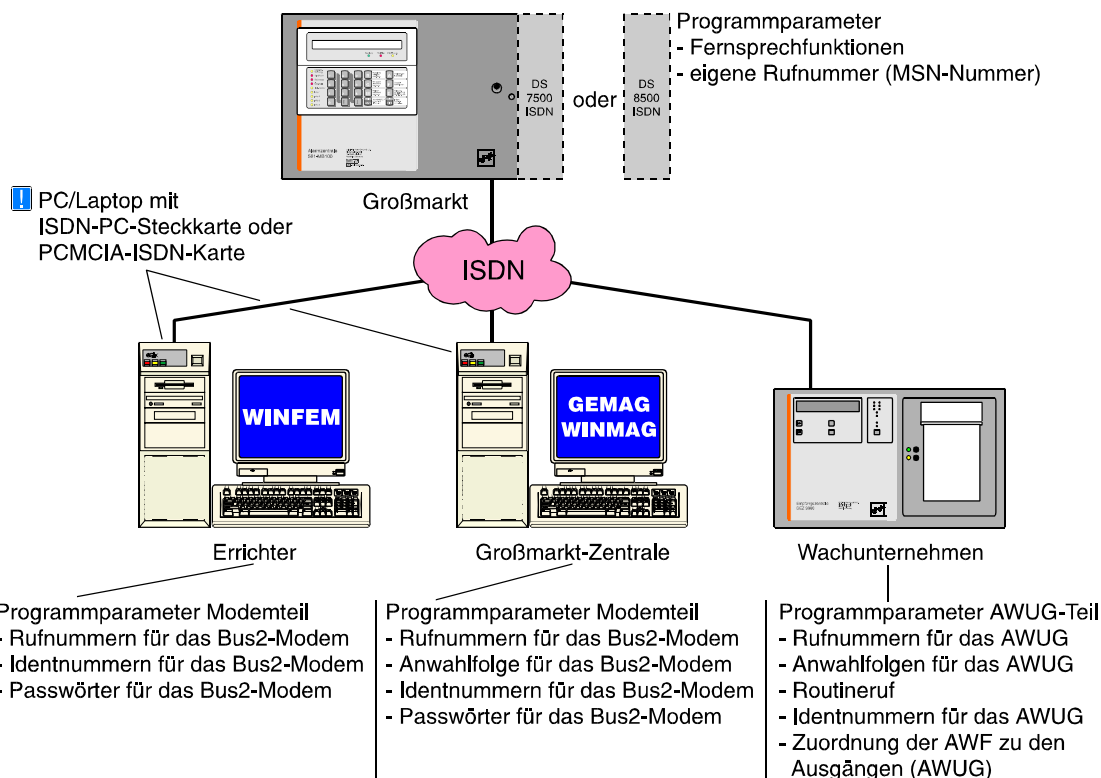 Programmparameter
- Fernsprechfunktionen
- eigene Rufnummer (MSN-Nummer)
DS
7500
ISDN
oder
DS
8500
ISDN
Alarmzentrale
561-MB100
Großmarkt
! PC/Laptop mit
ISDN-PC-Steckkarte oder
PCMCIA-ISDN-Karte
ISDN
WINFEM
GEMAG
WINMAG
Errichter
Großmarkt-Zentrale
Wachunternehmen
Programmparameter Modemteil
- Rufnummern für das Bus2-Modem
- Identnummern für das Bus2-Modem
- Passwörter für das Bus2-Modem
Programmparameter Modemteil
- Rufnummern für das Bus2-Modem
- Anwahlfolge für das Bus2-Modem
- Identnummern für das Bus2-Modem
- Passwörter für das Bus2-Modem
Programmparameter AWUG-Teil
- Rufnummern für das AWUG
- Anwahlfolgen für das AWUG
- Routineruf
- Identnummern für das AWUG
- Zuordnung der AWF zu den
Ausgängen (AWUG)